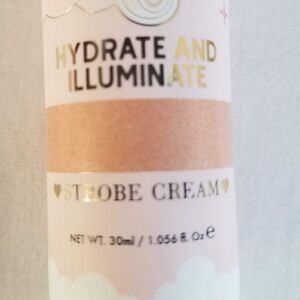 HYDRATE AND
ILLUMINATE
STROBE CREAM
NET WT. 30ml / 1.056 fl. Oz ℮